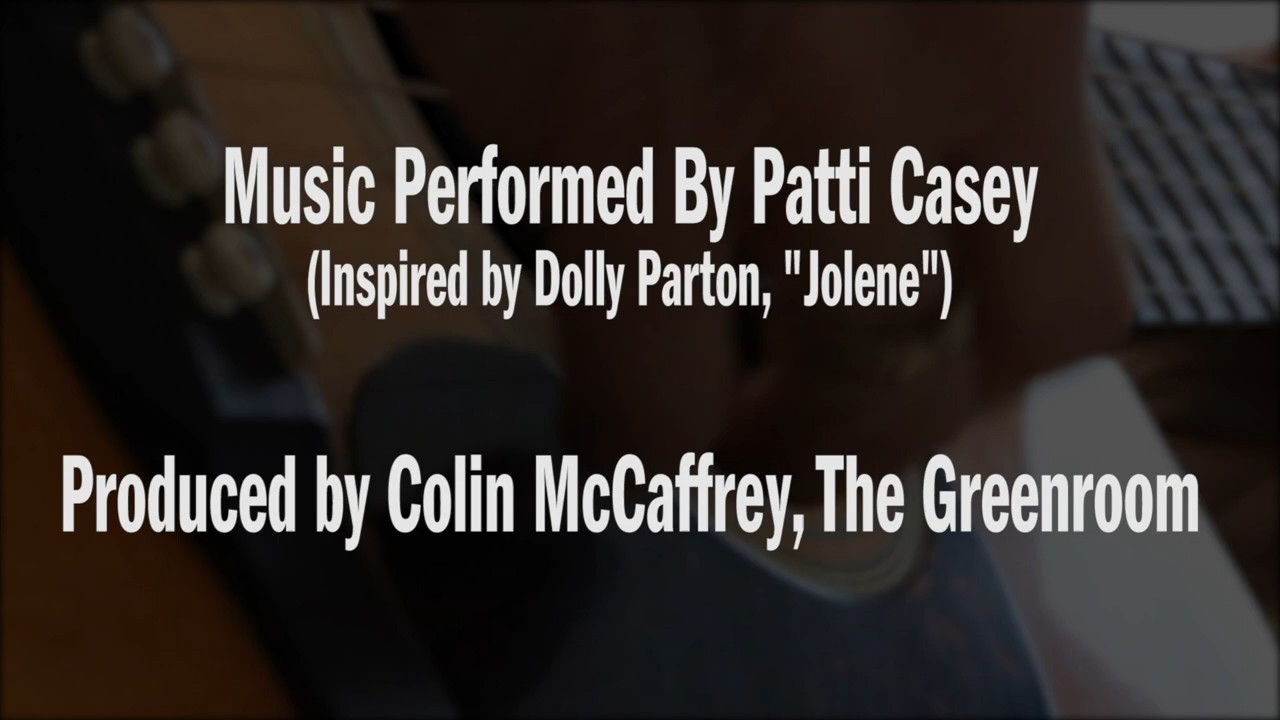 Music Performed By Patti Casey
(Inspired by Dolly Parton, "Jolene")
Produced by Colin McCaffrey, The Greenroom